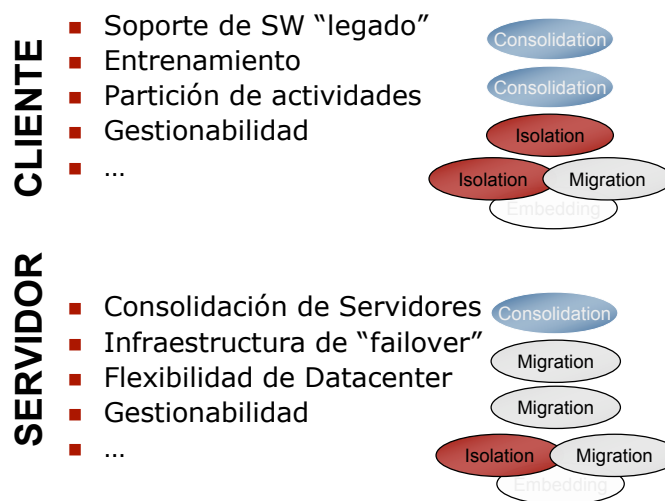 CLIENTE
Soporte de SW “legado”
Entrenamiento
Partición de actividades
Gestionabilidad
…
Consolidation
Consolidation
Isolation
Isolation Migration
Embedding
SERVIDOR
Consolidación de Servidores
Infraestructura de “failover”
Flexibilidad de Datacenter
Gestionabilidad
…
Consolidation
Migration
Migration
Isolation Migration
Embedding